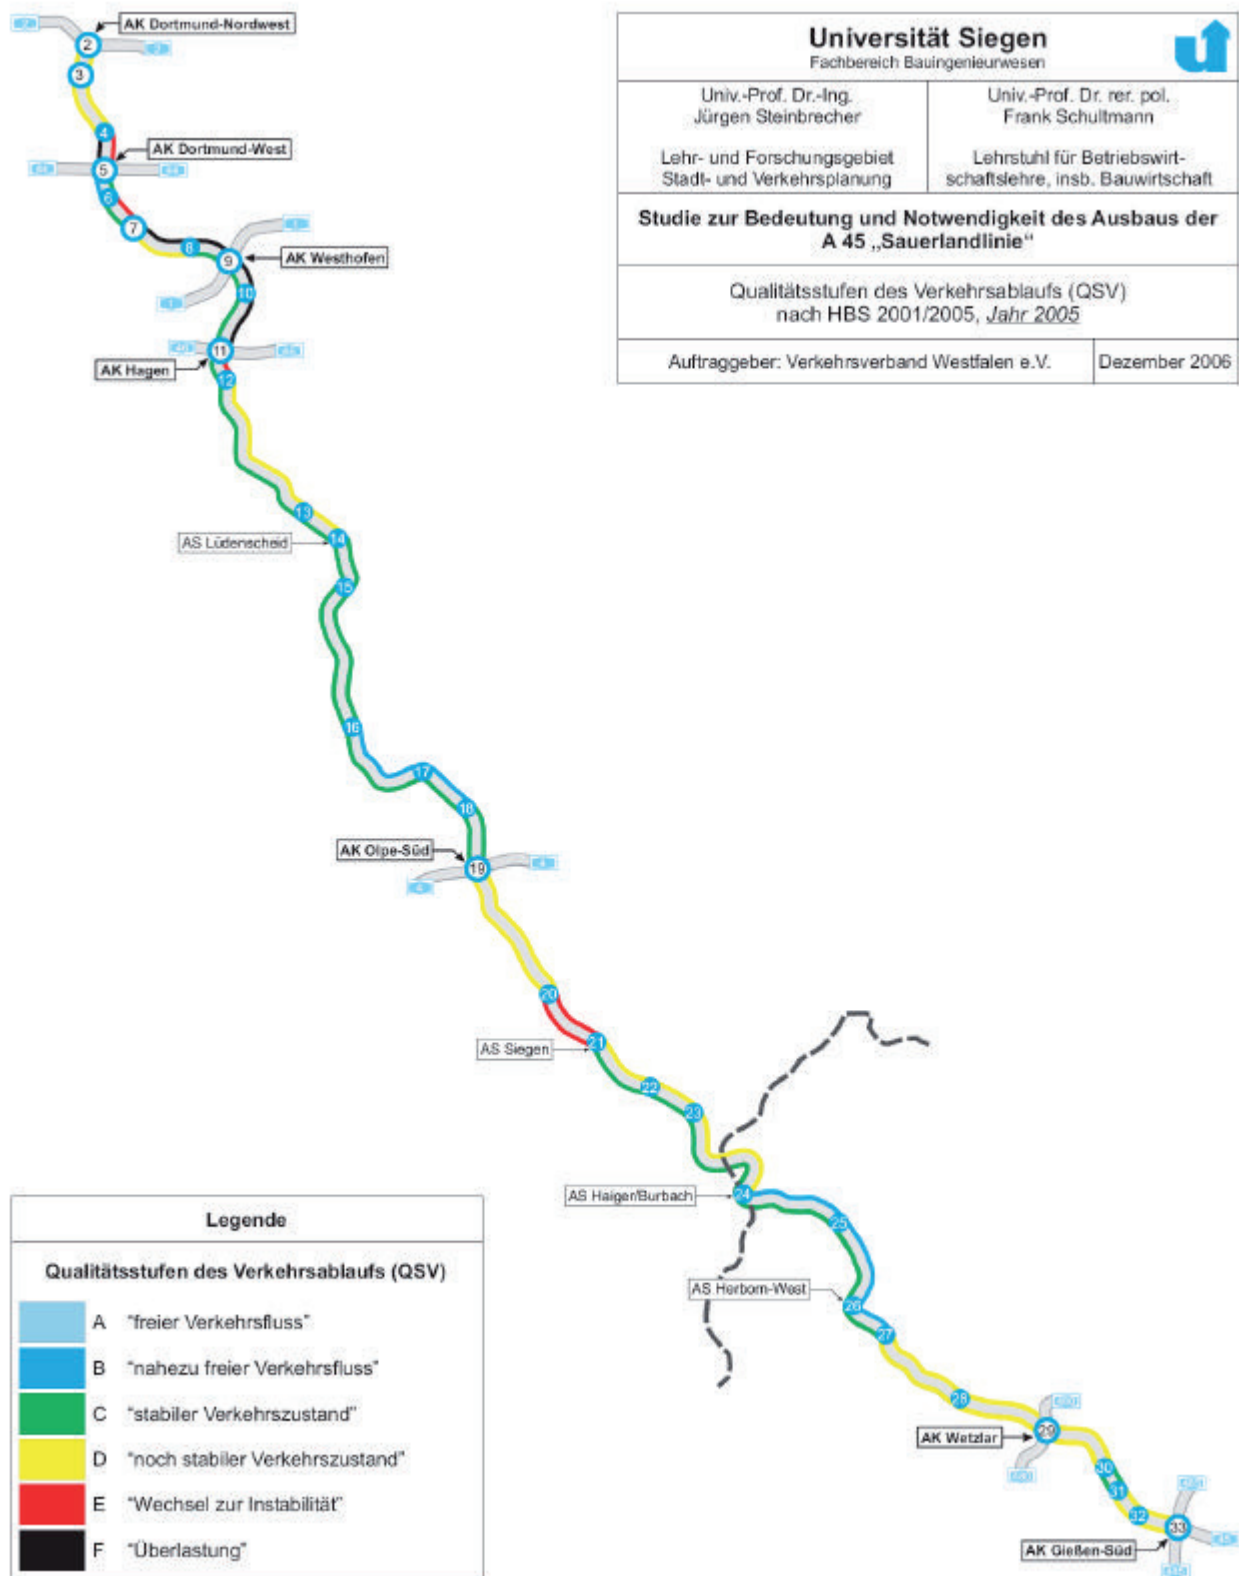 AK Dortmund-Nordwest
2
3
4
AK Dortmund-West
5
6
7
8
9
AK Westhofen
10
11
AK Hagen
12
13
AS Lüdenscheid
14
15
16
17
18
AK Olpe-Süd
4
19
4
20
AS Siegen
21
22
23
AS Haiger/Burbach
24
25
AS Herborn-West
26
27
28
AK Wetzlar
29
30
31
32
33
AK Gießen-Süd
Universität Siegen
Fachbereich Bauingenieurwesen
Univ.-Prof. Dr.-Ing.
Jürgen Steinbrecher
Lehr- und Forschungsgebiet
Stadt- und Verkehrsplanung
Univ.-Prof. Dr. rer. pol.
Frank Schultmann
Lehrstuhl für Betriebswirt-
schaftslehre, insb. Bauwirtschaft
Studie zur Bedeutung und Notwendigkeit des Ausbaus der
A 45 „Sauerlandlinie“
Qualitätsstufen des Verkehrsablaufs (QSV)
nach HBS 2001/2005, Jahr 2005
Auftraggeber: Verkehrsverband Westfalen e.V.
Dezember 2006
Legende
Qualitätsstufen des Verkehrsablaufs (QSV)
A “freier Verkehrsfluss”
B “nahezu freier Verkehrsfluss”
C “stabiler Verkehrszustand”
D “noch stabiler Verkehrszustand”
E “Wechsel zur Instabilität”
F “Überlastung”